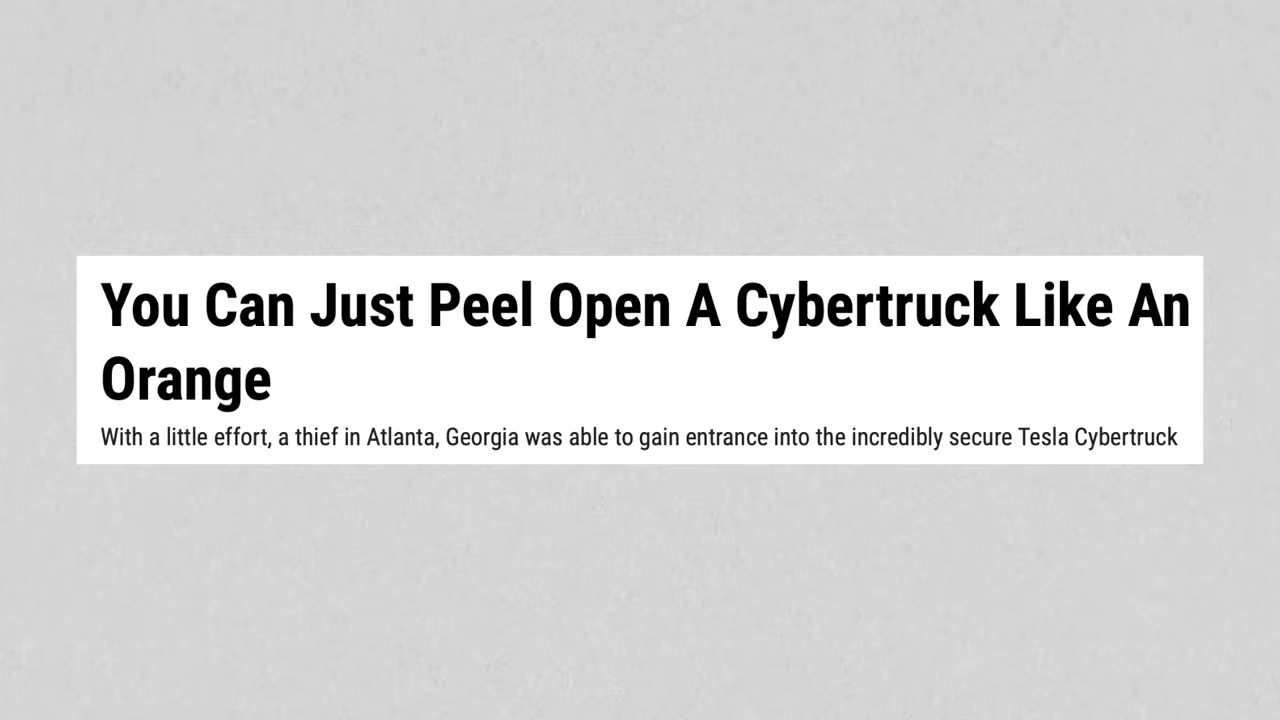 You Can Just Peel Open A Cybertruck Like An
Orange
With a little effort, a thief in Atlanta, Georgia was able to gain entrance into the incredibly secure Tesla Cybertruck